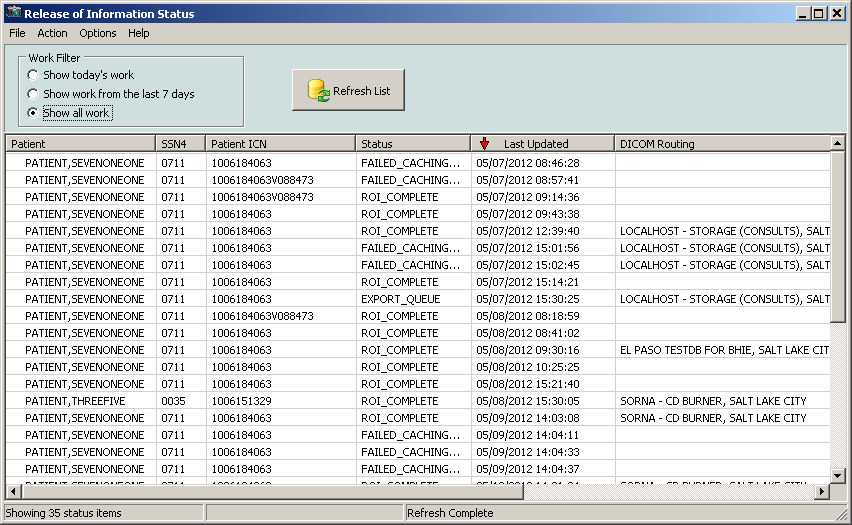 Release of Information Status
File Action Options Help
Work Filter
Show today's work
Show work from the last 7 days
Show all work
Refresh List
Patient SSN4 Patient ICN Status Last Updated DICOM Routing
PATIENT,SEVENONEONE 0711 1006184063 FAILED_CACHING... 05/07/2012 08:46:28
PATIENT,SEVENONEONE 0711 1006184063V088473 FAILED_CACHING... 05/07/2012 08:57:41
PATIENT,SEVENONEONE 0711 1006184063V088473 ROI_COMPLETE 05/07/2012 09:14:36
PATIENT,SEVENONEONE 0711 1006184063 ROI_COMPLETE 05/07/2012 09:43:38
PATIENT,SEVENONEONE 0711 1006184063 ROI_COMPLETE 05/07/2012 12:39:40 LOCALHOST - STORAGE (CONSULTS), SALT
PATIENT,SEVENONEONE 0711 1006184063 FAILED_CACHING... 05/07/2012 15:01:56 LOCALHOST - STORAGE (CONSULTS), SALT
PATIENT,SEVENONEONE 0711 1006184063 FAILED_CACHING... 05/07/2012 15:02:45 LOCALHOST - STORAGE (CONSULTS), SALT
PATIENT,SEVENONEONE 0711 1006184063 ROI_COMPLETE 05/07/2012 15:14:21
PATIENT,SEVENONEONE 0711 1006184063 EXPORT_QUEUE 05/07/2012 15:30:25 LOCALHOST - STORAGE (CONSULTS), SALT
PATIENT,SEVENONEONE 0711 1006184063V088473 ROI_COMPLETE 05/08/2012 08:18:59
PATIENT,SEVENONEONE 0711 1006184063 ROI_COMPLETE 05/08/2012 08:41:02
PATIENT,SEVENONEONE 0711 1006184063 ROI_COMPLETE 05/08/2012 09:30:16 EL PASO TESTDB FOR BHIE, SALT LAKE CIT
PATIENT,SEVENONEONE 0711 1006184063 ROI_COMPLETE 05/08/2012 10:25:25
PATIENT,SEVENONEONE 0711 1006184063 ROI_COMPLETE 05/08/2012 15:21:40
PATIENT,THREEFIVE 0035 1006151329 ROI_COMPLETE 05/08/2012 15:30:05 SORNA - CD BURNER, SALT LAKE CITY
PATIENT,SEVENONEONE 0711 1006184063 ROI_COMPLETE 05/09/2012 14:03:08 SORNA - CD BURNER, SALT LAKE CITY
PATIENT,SEVENONEONE 0711 1006184063 FAILED_CACHING... 05/09/2012 14:04:11
PATIENT,SEVENONEONE 0711 1006184063 FAILED_CACHING... 05/09/2012 14:04:33
PATIENT,SEVENONEONE 0711 1006184063 FAILED_CACHING... 05/09/2012 14:04:37
PATIENT,SEVENONEONE 0711 1006184063 ROI_COMPLETE SORNA - CD BURNER, SALT LAKE CITY
Showing 35 status items Refresh Complete